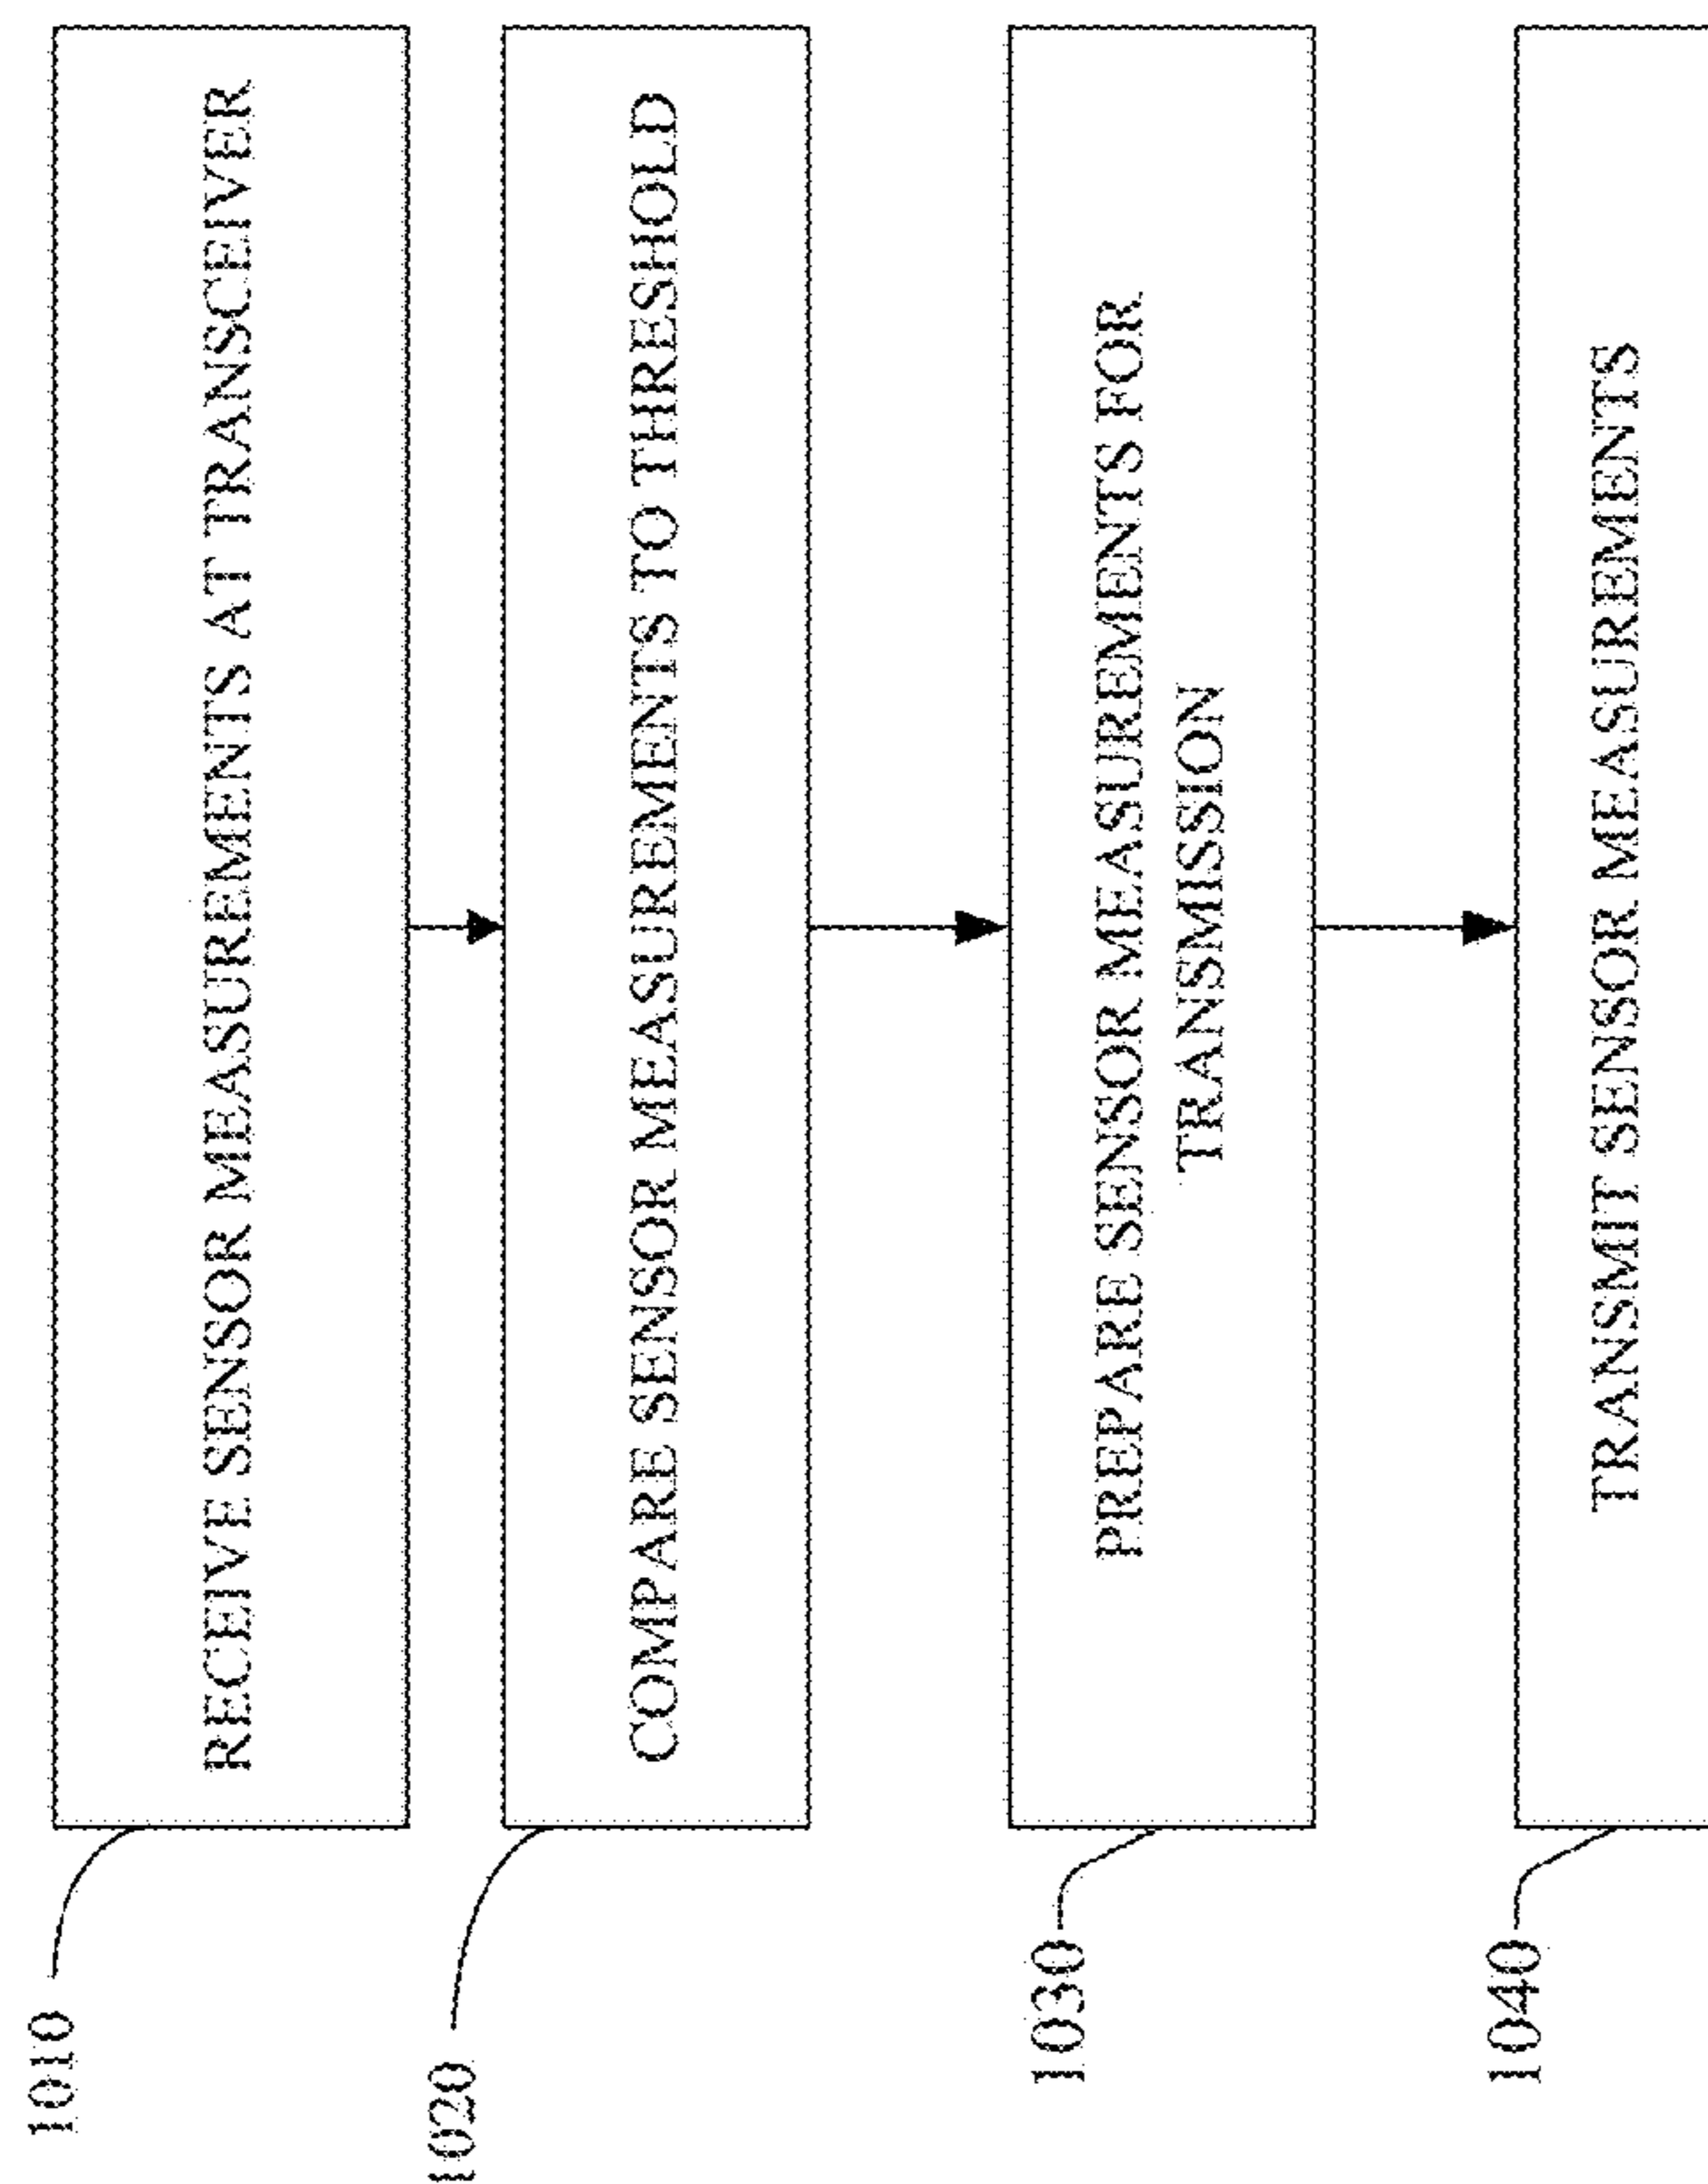 1010
RECEIVE SENSOR MEASUREMENTS AT TRANSCEIVER
1020
COMPARE SENSOR MEASUREMENTS TO THRESHOLD
1030
PREPARE SENSOR MEASUREMENTS FOR
TRANSMISSION
1040
TRANSMIT SENSOR MEASUREMENTS